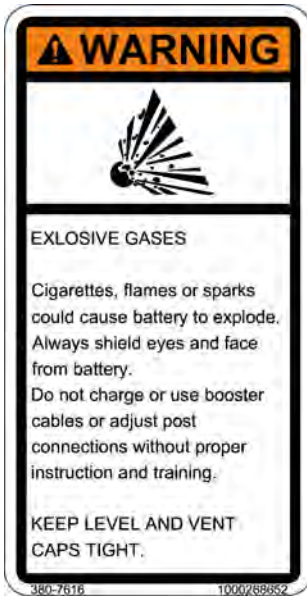 WARNING
EXLOSIVE GASES
Cigarettes, flames or sparks
could cause battery to explode.
Always shield eyes and face
from battery.
Do not charge or use booster
cables or adjust post
connections without proper
instruction and training.
KEEP LEVEL AND VENT
CAPS TIGHT.
380-7616 1000268652